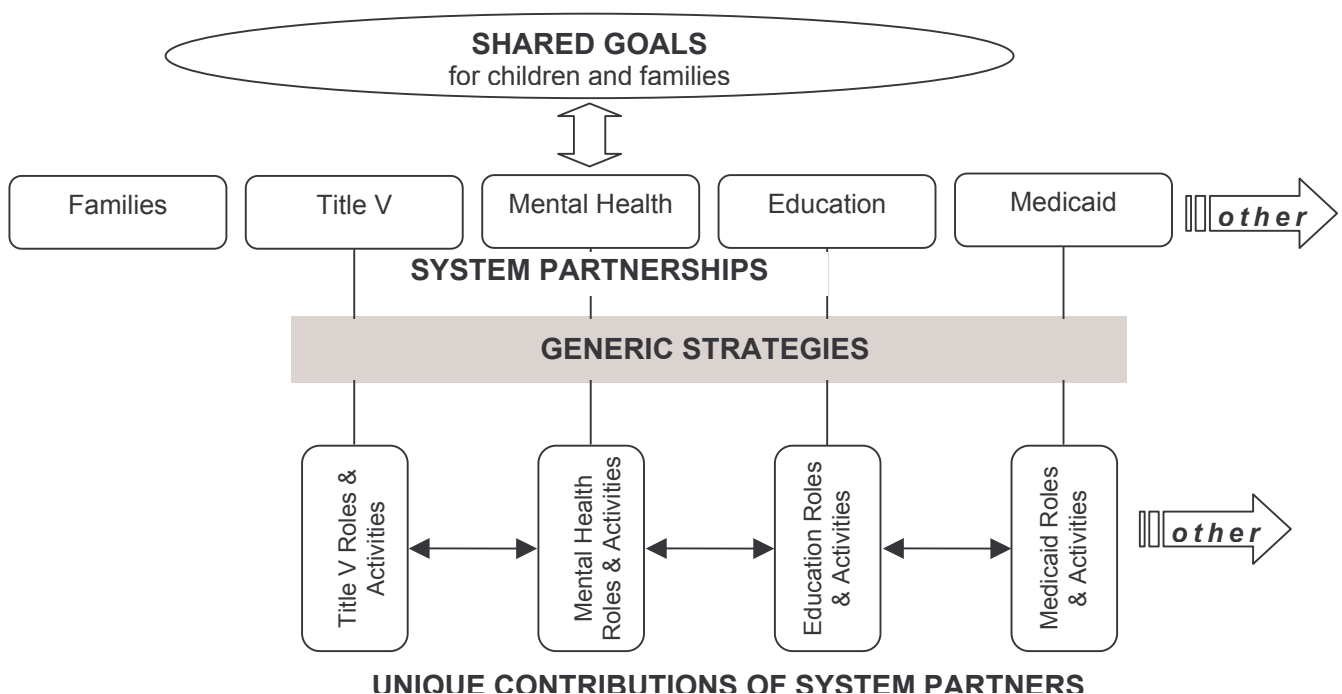 SHARED GOALS
for children and families
Families
Title V
Mental Health
Education
Medicaid
other
SYSTEM PARTNERSHIPS
GENERIC STRATEGIES
Title V Roles &
Activities
Mental Health
Roles & Activities
Education Roles
& Activities
Medicaid Roles
& Activities
other
UNIQUE CONTRIBUTIONS OF SYSTEM PARTNERS